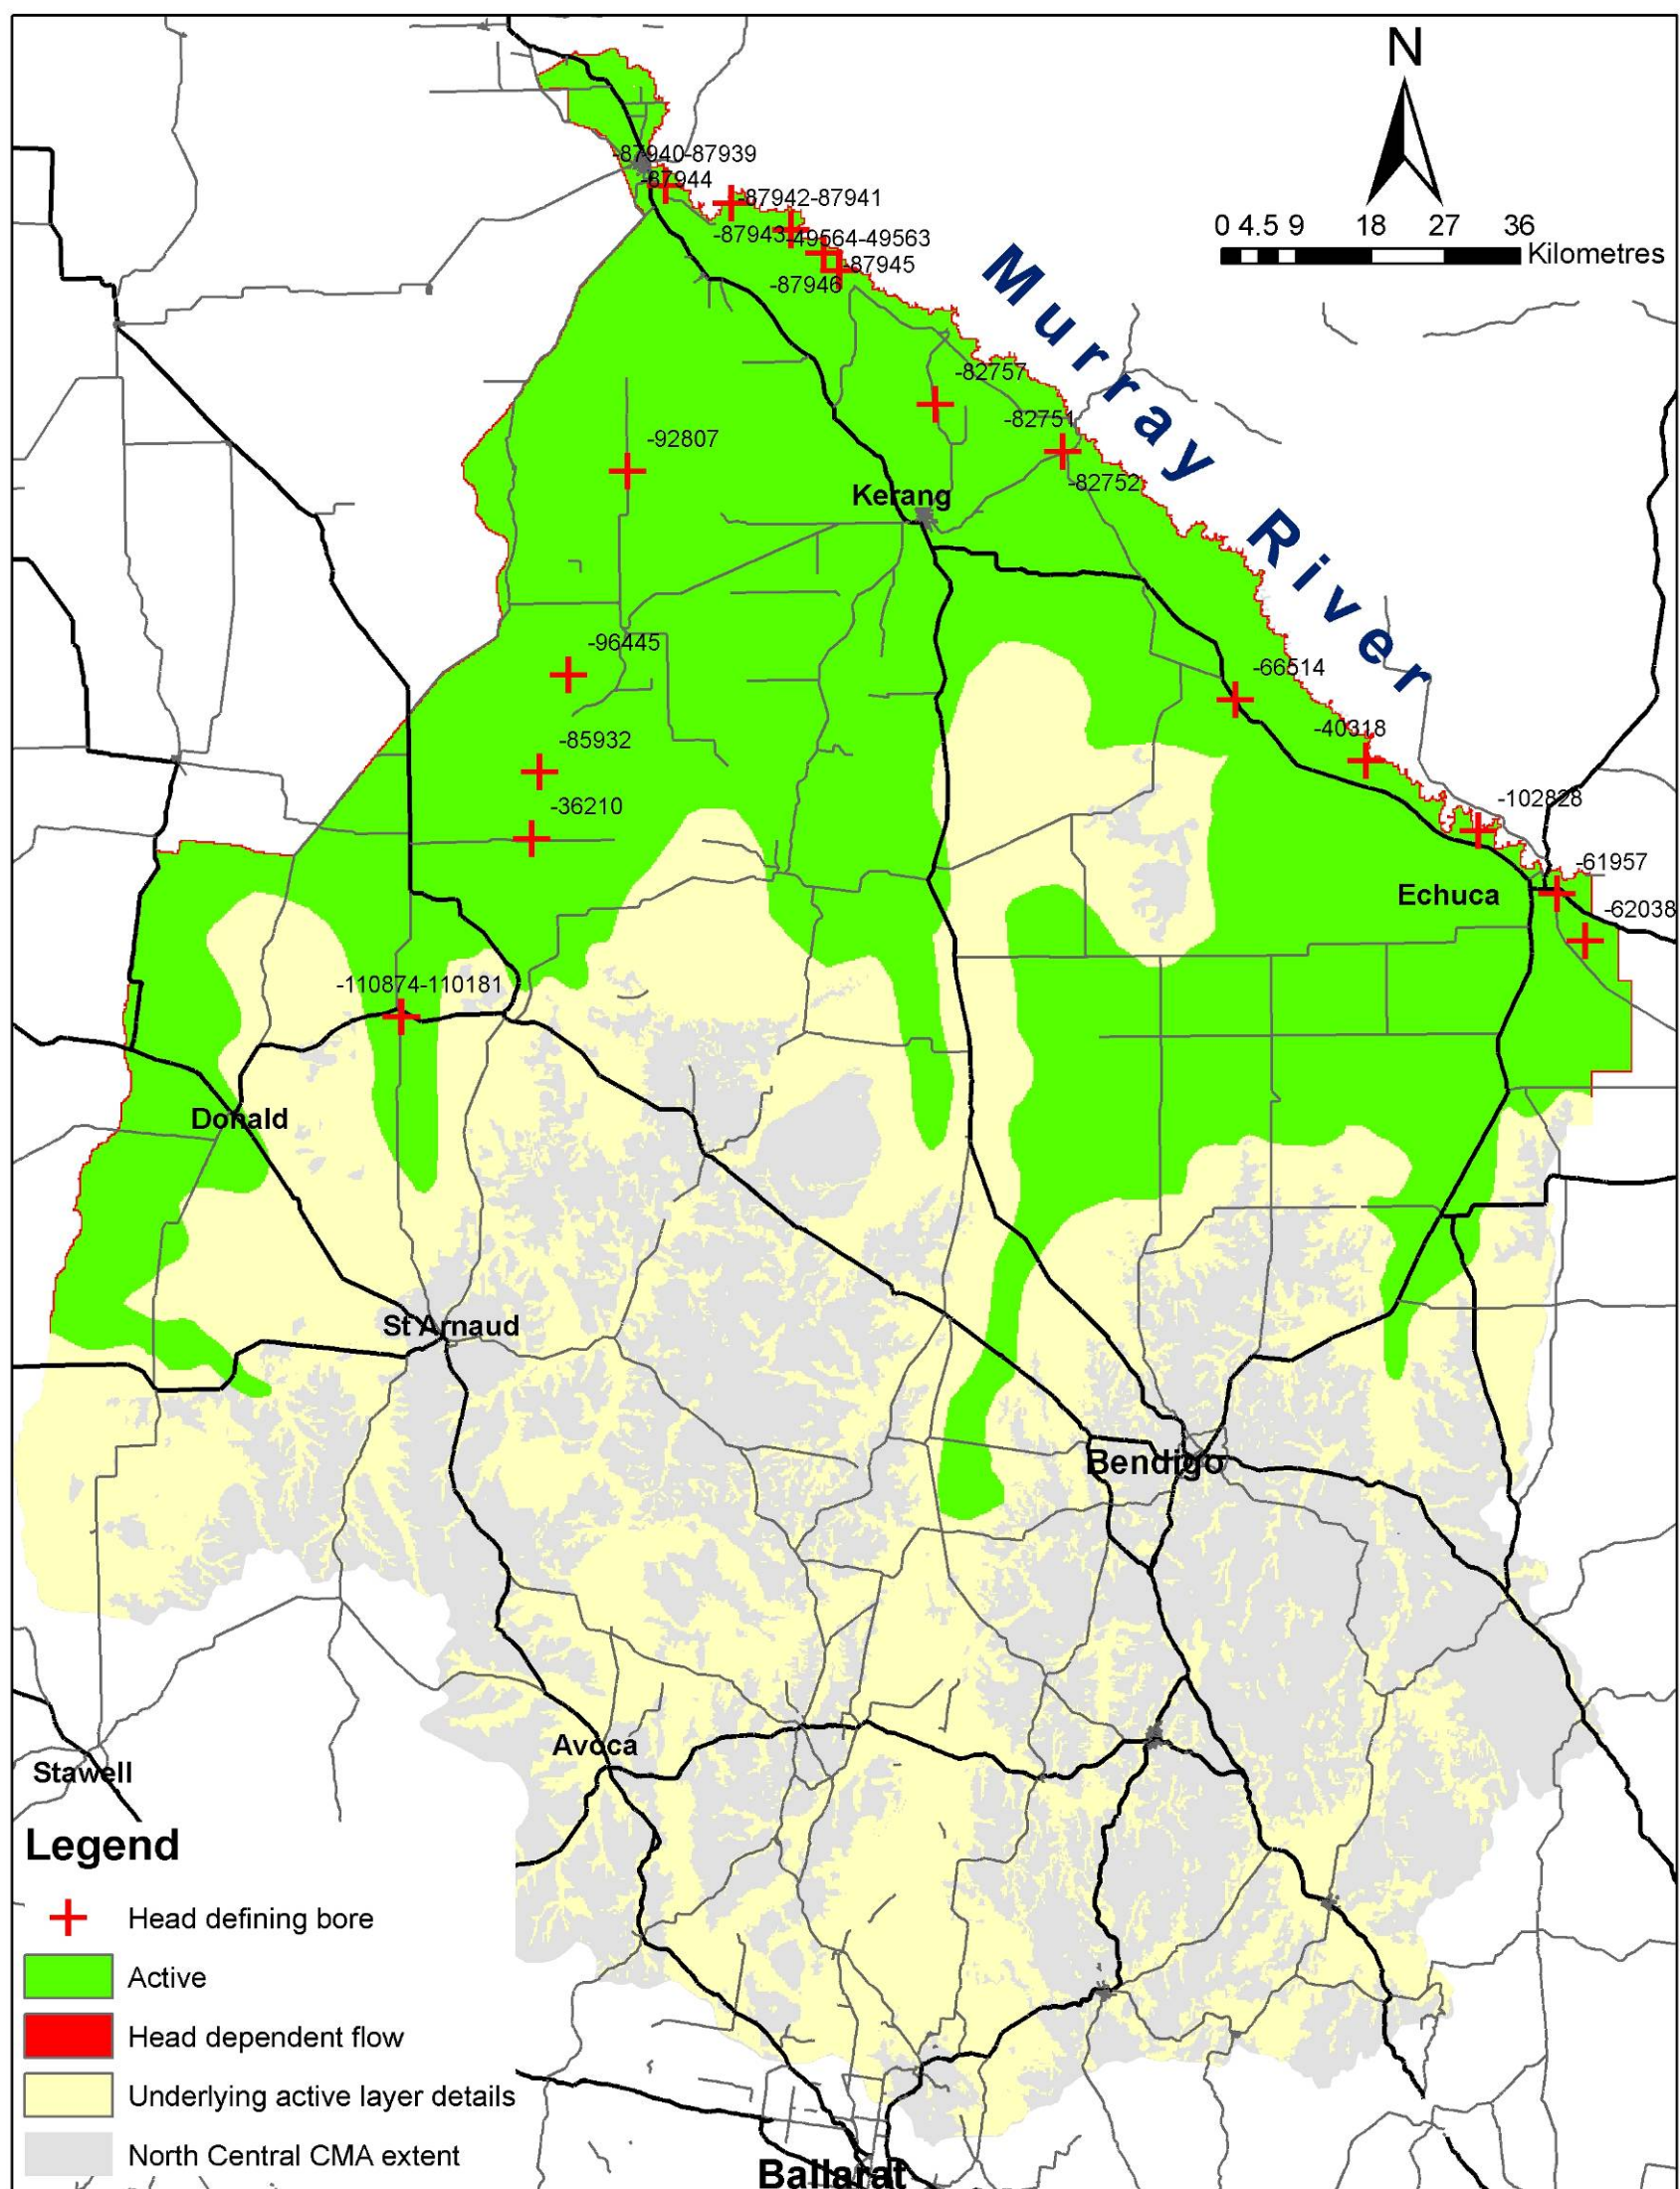 N
0 4.5 9 18 27 36
Kilometres
Murray River
-87940-87939
-87944
-87942-87941
-87943-49564-49563
-87945
-87946
-82757
-82751
-92807
-82752
Kerang
-96445
-66514
-40318
-85932
-36210
-102828
-61957
Echuca
-62038
-110874-110181
Donald
St Arnaud
Bendigo
Avoca
Stawell
Legend
Head defining bore
Active
Head dependent flow
Underlying active layer details
North Central CMA extent
Ballarat